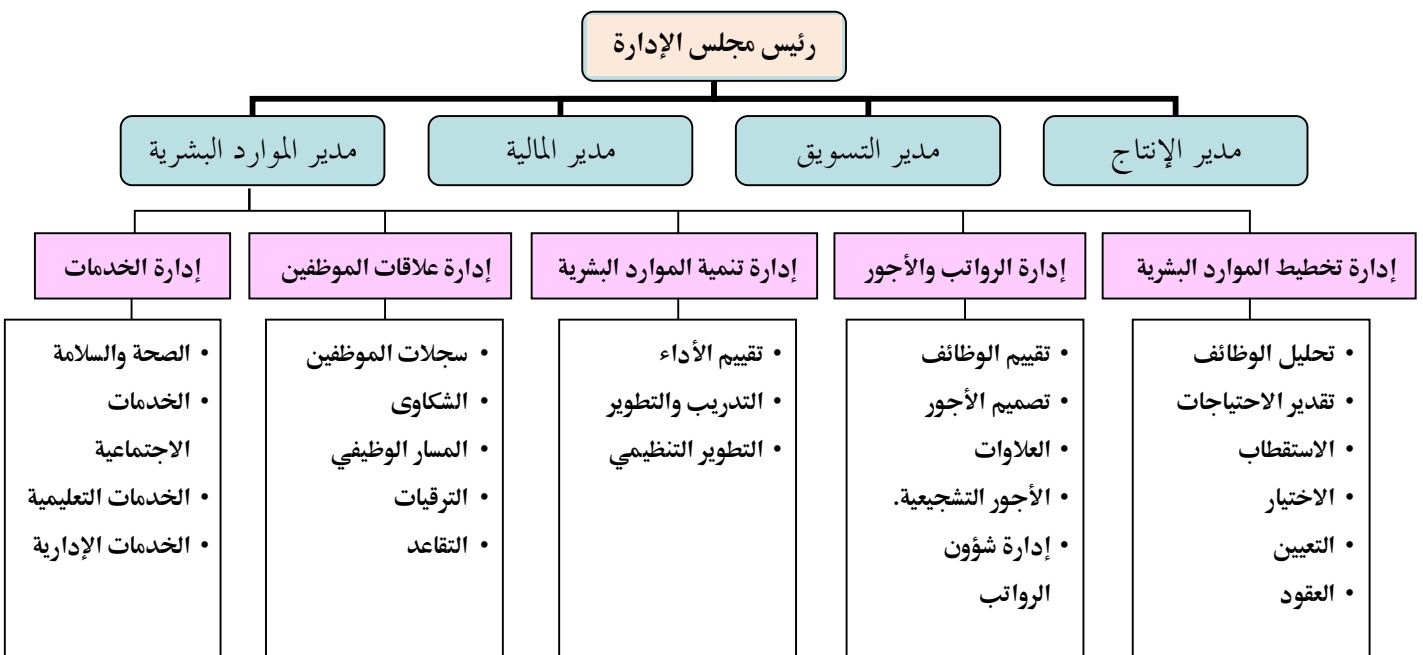 رئيس مجلس الإدارة
مدير الإنتاج
مدير التسويق
مدير المالية
مدير الموارد البشرية
إدارة تخطيط الموارد البشرية
إدارة الرواتب والأجور
إدارة تنمية الموارد البشرية
إدارة علاقات الموظفين
إدارة الخدمات
• تحليل الوظائف
• تقدير الاحتياجات
• الاستقطاب
• الاختيار
• التعيين
• العقود
• تقييم الوظائف
• تصميم الأجور
• العلاوات
• الأجور التشجيعية.
• إدارة شؤون
الرواتب
• تقييم الأداء
• التدريب والتطوير
• التطوير التنظيمي
• سجلات الموظفين
• الشكاوى
• المسار الوظيفي
• الترقيات
• التقاعد
• الصحة والسلامة
• الخدمات
الاجتماعية
• الخدمات التعليمية
• الخدمات الإدارية